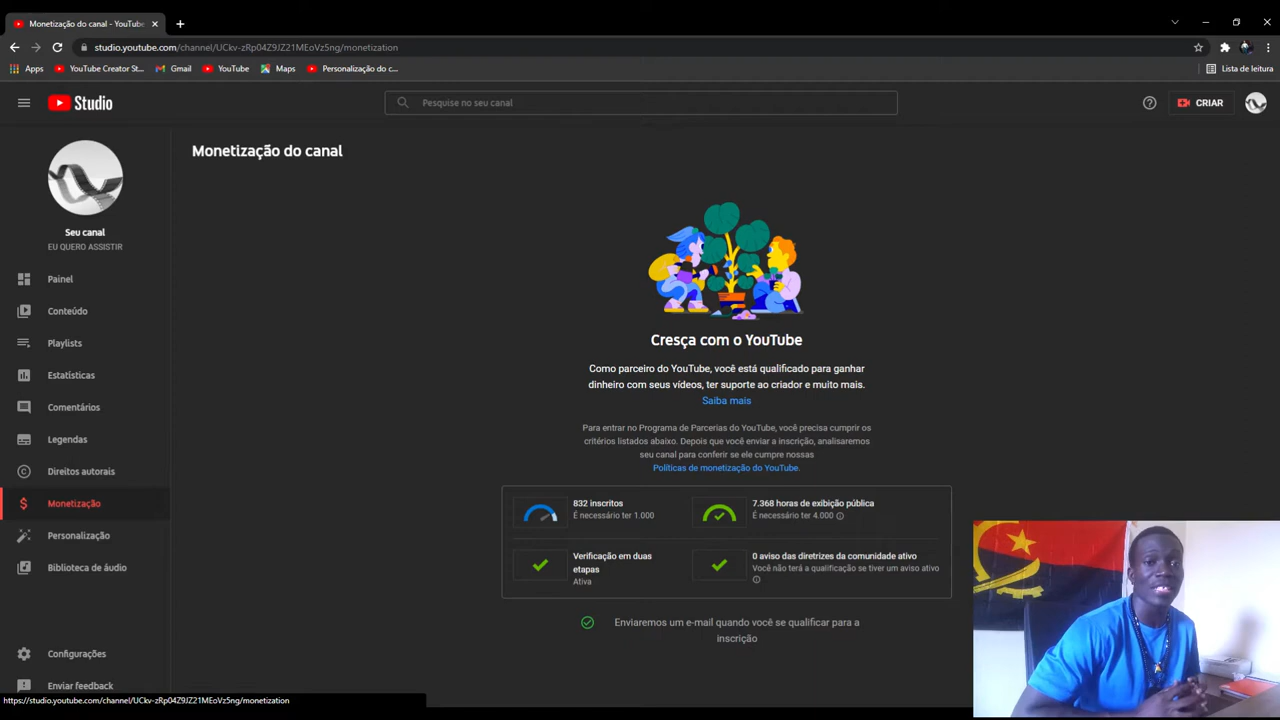 Monetização do canal - YouTube
studio.youtube.com/channel/UCkv-zRp04Z9JZ21MEoVz5ng/monetization
Apps
YouTube Creator St...
Gmail
YouTube
Maps
Personalização do c...
Lista de leitura
Studio
Pesquise no seu canal
CRIAR
Monetização do canal
Seu canal
EU QUERO ASSISTIR
Painel
Conteúdo
Playlists
Estatísticas
Comentários
Legendas
Direitos autorais
Monetização
Personalização
Biblioteca de áudio
Configurações
Enviar feedback
Cresça com o YouTube
Como parceiro do YouTube, você está qualificado para ganhar
dinheiro com seus vídeos, ter suporte ao criador e muito mais.
Saiba mais
Para entrar no Programa de Parcerias do YouTube, você precisa cumprir os
critérios listados abaixo. Depois que você enviar a inscrição, analisaremos
seu canal para conferir se ele cumpre nossas
Políticas de monetização do YouTube.
832 inscritos
É necessário ter 1.000
7.368 horas de exibição pública
É necessário ter 4.000
Verificação em duas
etapas
Ativa
0 aviso das diretrizes da comunidade ativo
Você não terá a qualificação se tiver um aviso ativo
Enviaremos um e-mail quando você se qualificar para a
inscrição
https://studio.youtube.com/channel/UCkv-zRp04Z9JZ21MEoVz5ng/monetization